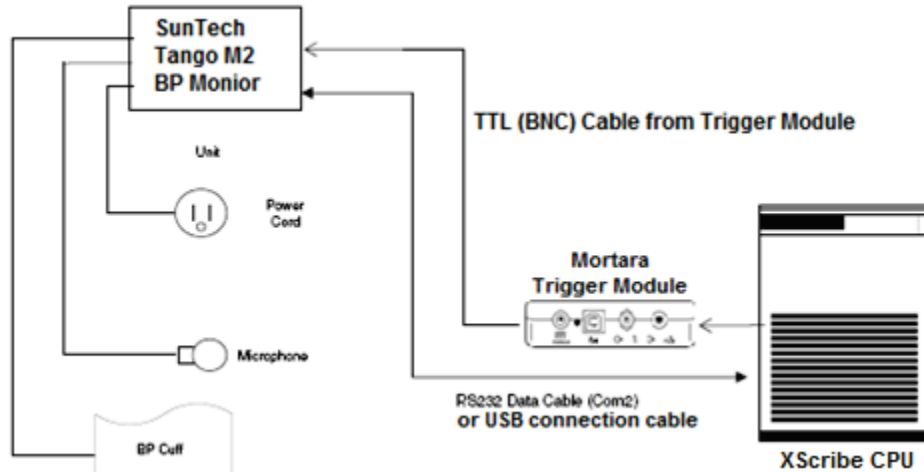 SunTech
Tango M2
BP Monior
TTL (BNC) Cable from Trigger Module
Unit
Power
Cord
Mortara
Trigger Module
Microphone
RS232 Data Cable (Com2)
or USB connection cable
BP Cuff
XScribe CPU